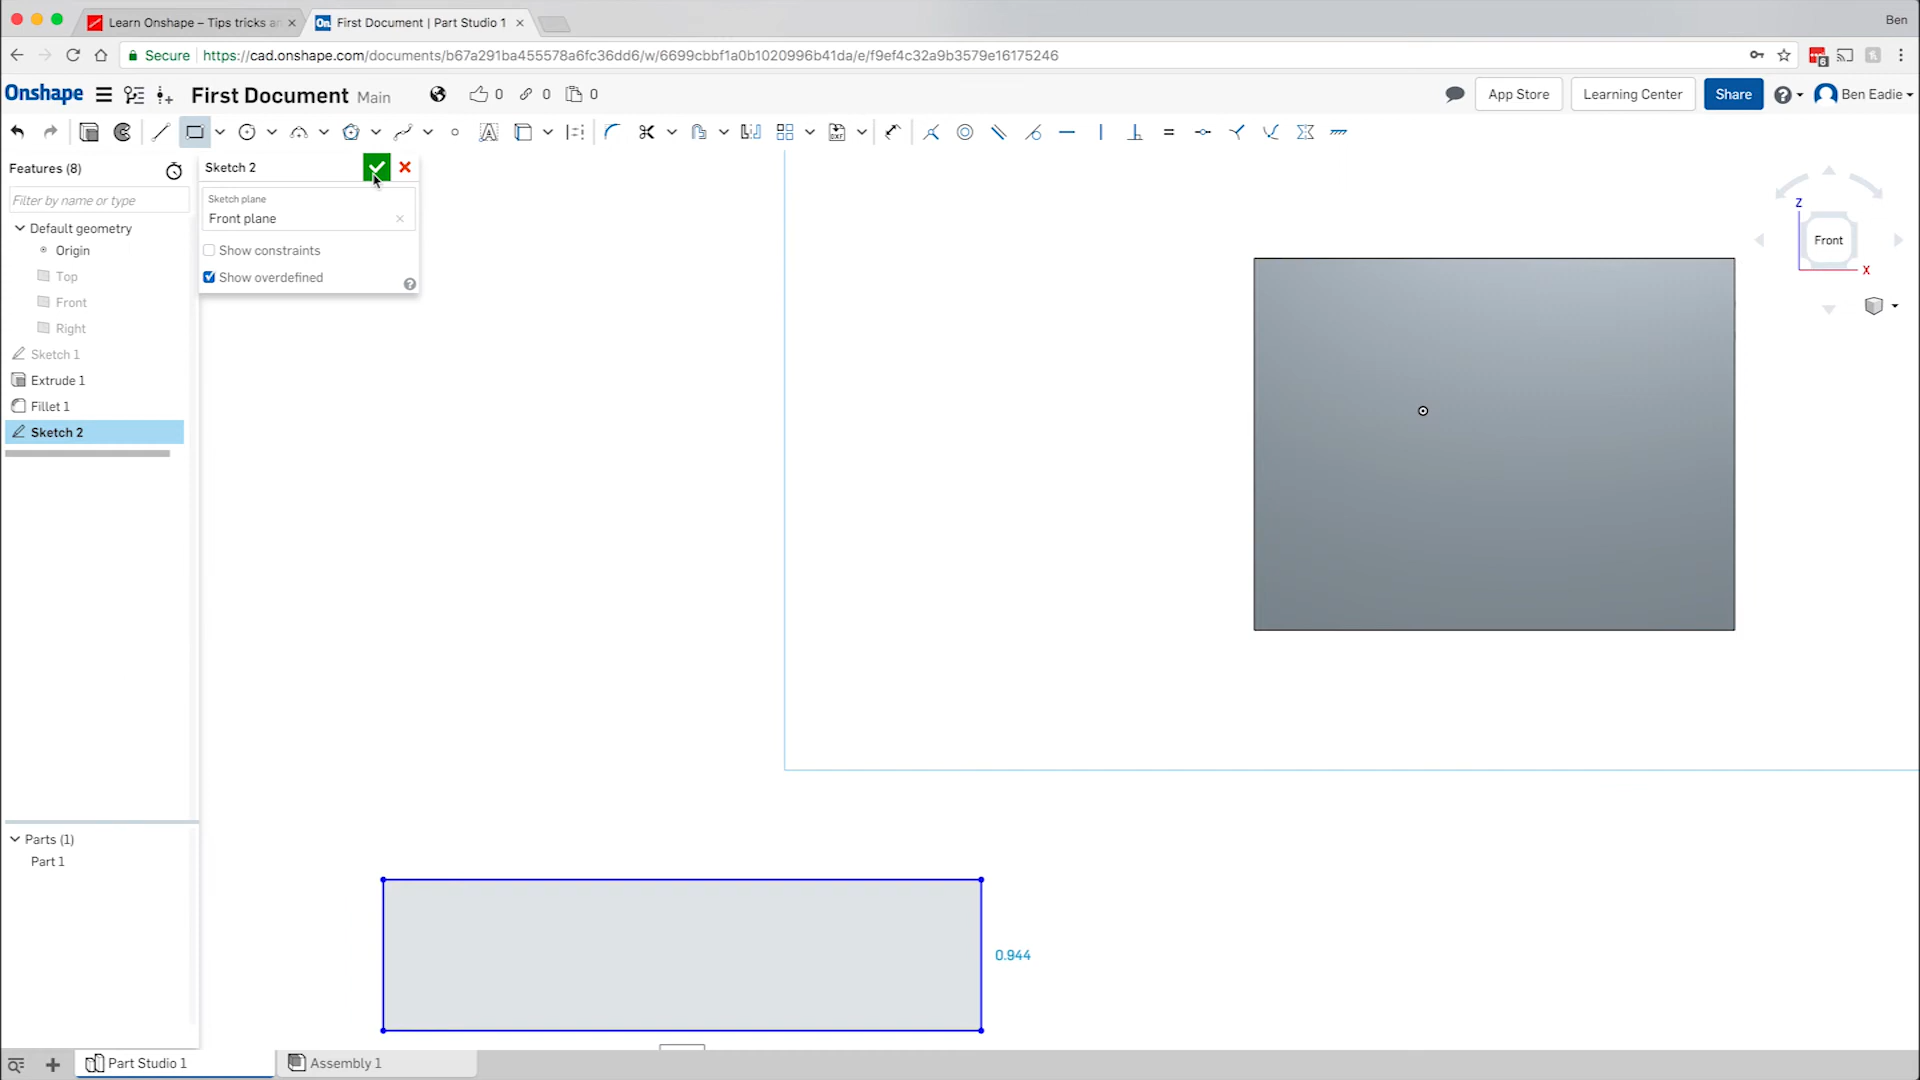 Learn Onshape – Tips tricks a
First Document | Part Studio 1
Ben
Secure
https://cad.onshape.com/documents/b67a291ba455578a6fc36dd6/w/6699cbbf1a0b1020996b41da/e/f9ef4c32a9b3579e16175246
6
Onshape
First Document Main
0
0
0
App Store
Learning Center
Share
Ben Eadie
Features (8)
Filter by name or type
Default geometry
Origin
Top
Front
Right
Sketch 1
Extrude 1
Fillet 1
Sketch 2
Sketch 2
Sketch plane
Front plane
Show constraints
Show overdefined
Z
Front
X
0.944
Parts (1)
Part 1
Part Studio 1
Assembly 1